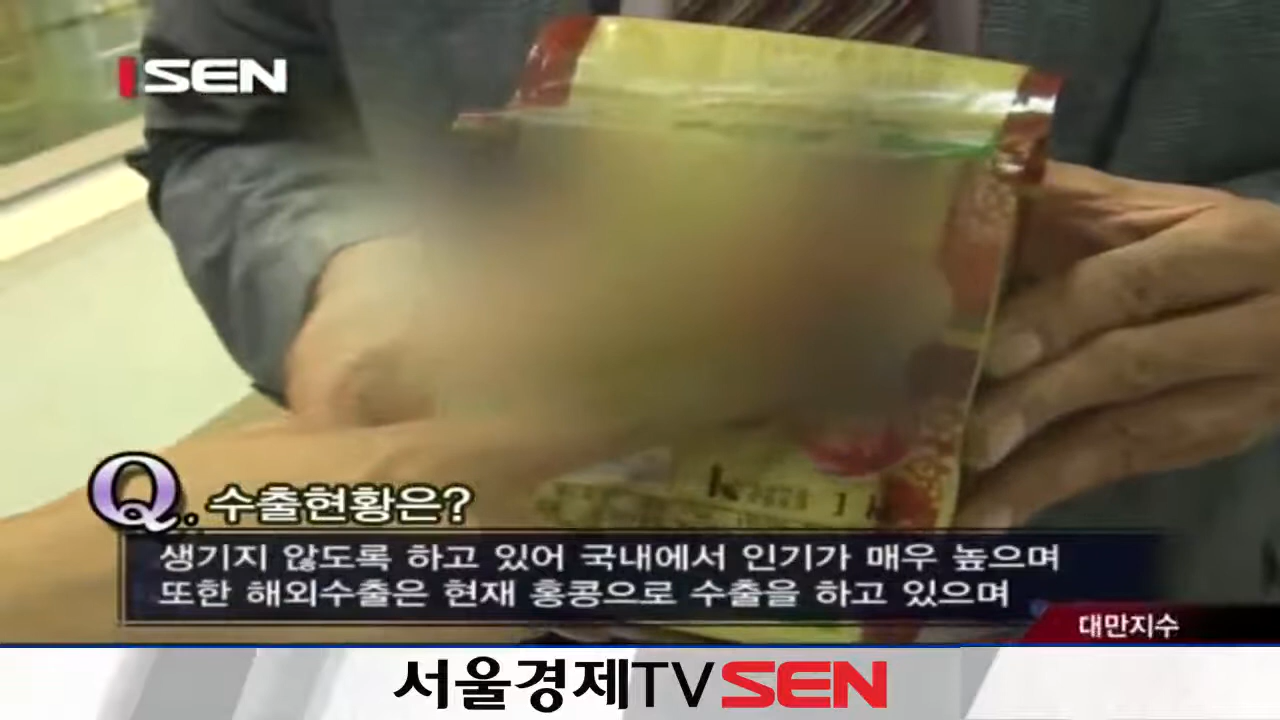 SEN
Q. 수출현황은?
생기지 않도록 하고 있어 국내에서 인기가 매우 높으며
또한 해외수출은 현재 홍콩으로 수출을 하고 있으며
대만지수
서울경제TV SEN